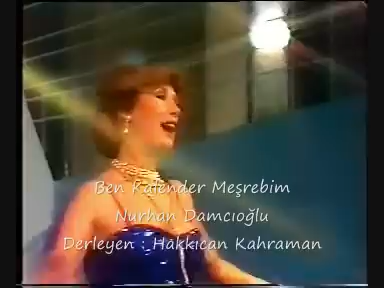 Ben Kalender Meşrebim
Nurhan Damcıoğlu
Derleyen : Hakkıcan Kahraman